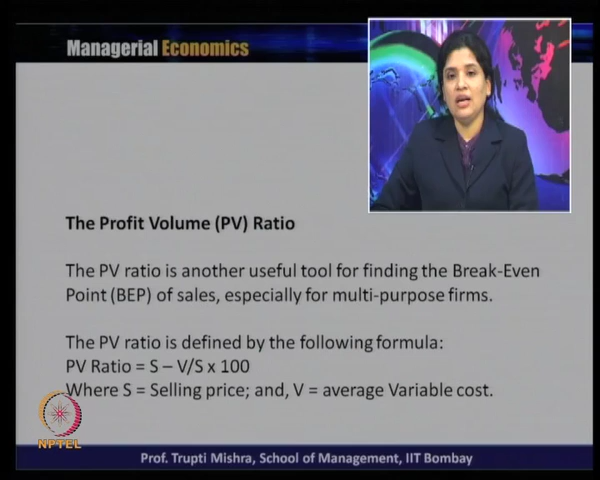 Managerial Economics
The Profit Volume (PV) Ratio
The PV ratio is another useful tool for finding the Break-Even
Point (BEP) of sales, especially for multi-purpose firms.
The PV ratio is defined by the following formula:
PV Ratio = S – V/S x 100
Where S = Selling price; and, V = average Variable cost.
NPTEL
Prof. Trupti Mishra, School of Management, IIT Bombay